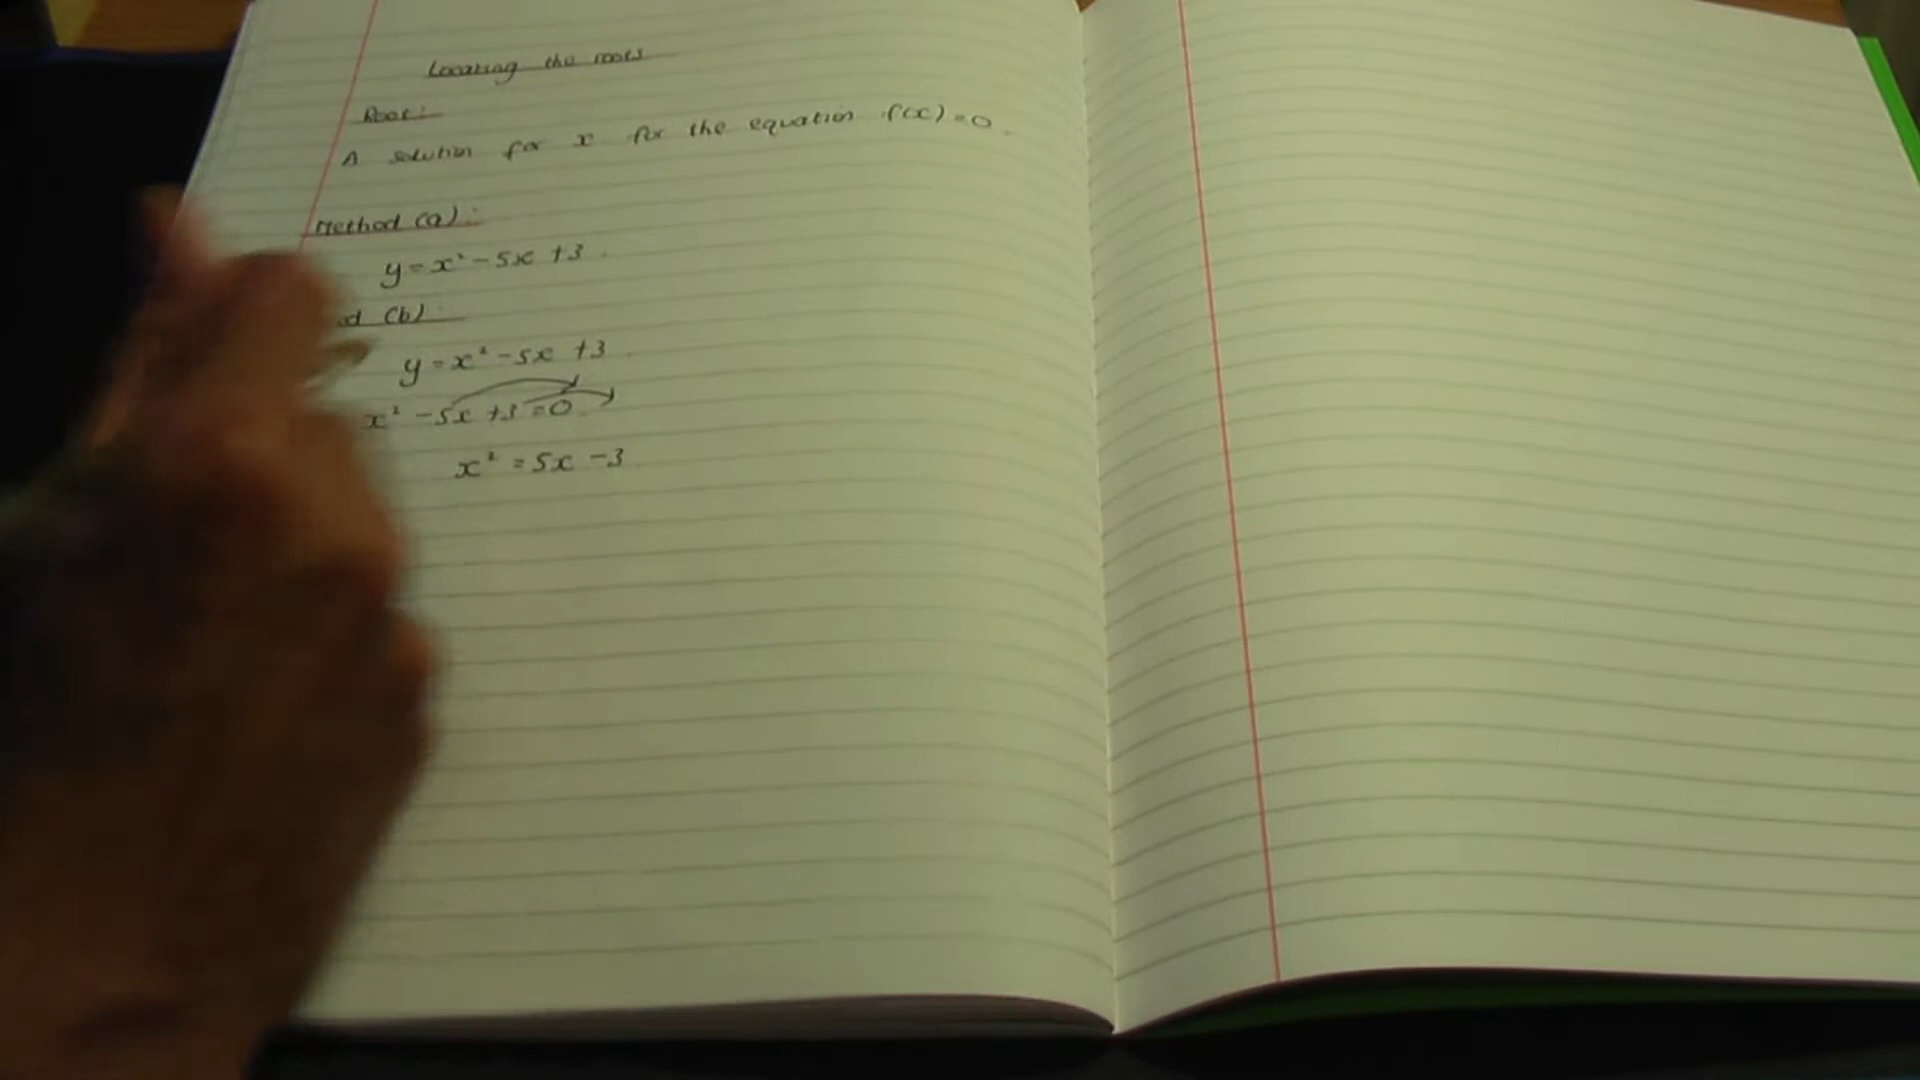 Locating the roots
Root:
A solution for x for the equation f(x)=0.
Method (a):
y=x²-5x+3.
d (b)
y=x²-5x+3.
x²-5x+3=0.
x²=5x-3